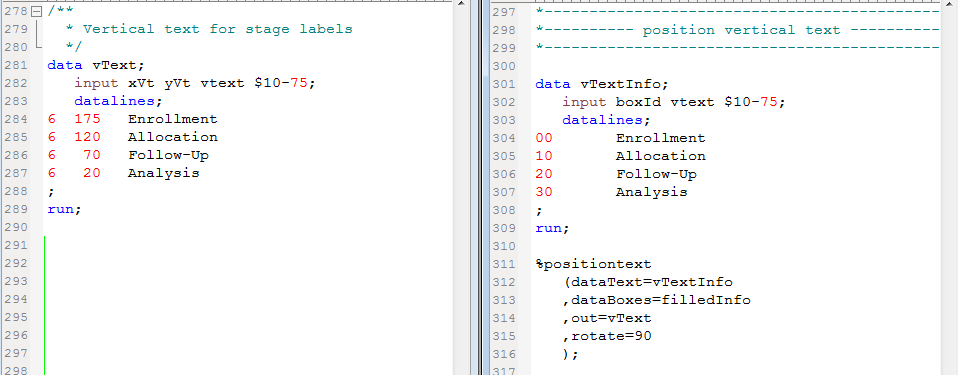 278 /**
279 * Vertical text for stage labels
280 */
281 data vText;
282 input xVt yVt vtext $10-75;
283 datalines;
284 6 175 Enrollment
285 6 120 Allocation
286 6 70 Follow-Up
287 6 20 Analysis
288 ;
289 run;
290
291
292
293
294
295
296
297
298
297 *--------------------------------------------
298 *---------- position vertical text ----------
299 *--------------------------------------------
300
301 data vTextInfo;
302 input boxId vtext $10-75;
303 datalines;
304 00 Enrollment
305 10 Allocation
306 20 Follow-Up
307 30 Analysis
308 ;
309 run;
310
311 %positiontext
312 (dataText=vTextInfo
313 ,dataBoxes=filledInfo
314 ,out=vText
315 ,rotate=90
316 );
317